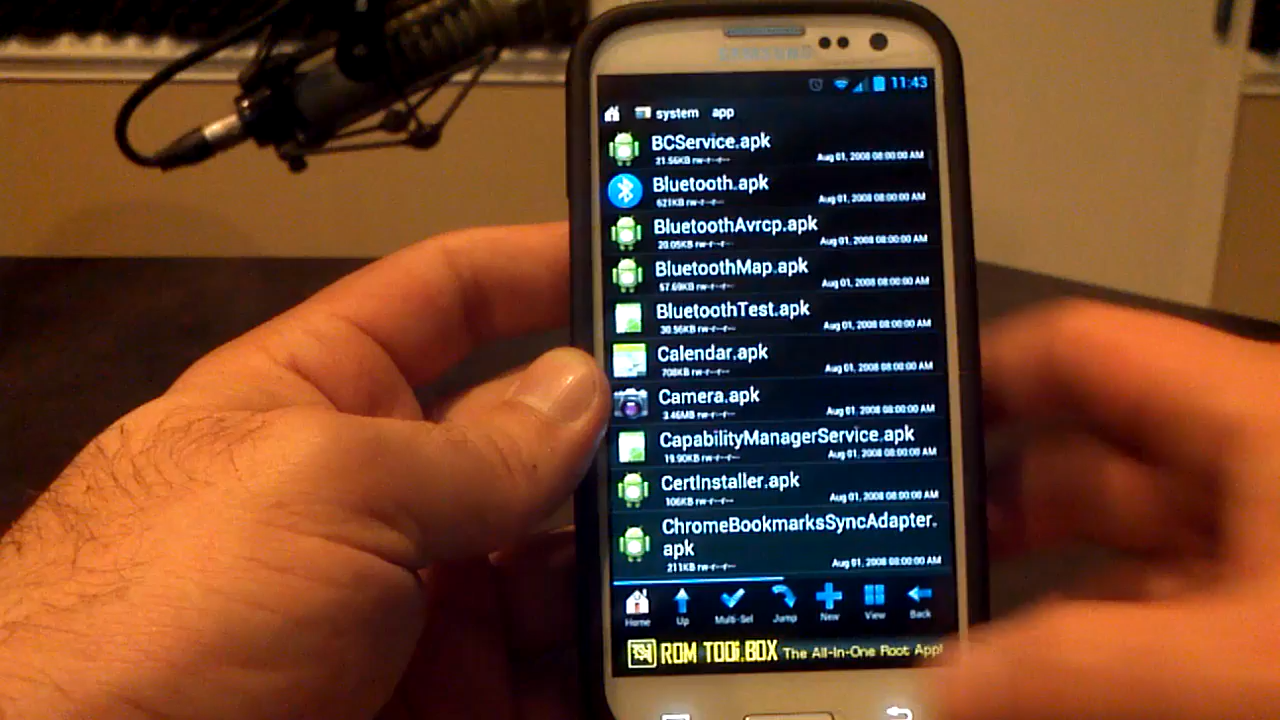 SAMSUNG
11:43
system app
BCService.apk
21.56KB rw-r--r-- Aug 01, 2008 08:00:00 AM
Bluetooth.apk
621KB rw-r--r-- Aug 01, 2008 08:00:00 AM
BluetoothAvrcp.apk
20.05KB rw-r--r-- Aug 01, 2008 08:00:00 AM
BluetoothMap.apk
57.69KB rw-r--r-- Aug 01, 2008 08:00:00 AM
BluetoothTest.apk
30.56KB rw-r--r-- Aug 01, 2008 08:00:00 AM
Calendar.apk
708KB rw-r--r-- Aug 01, 2008 08:00:00 AM
Camera.apk
3.46MB rw-r--r-- Aug 01, 2008 08:00:00 AM
CapabilityManagerService.apk
19.90KB rw-r--r-- Aug 01, 2008 08:00:00 AM
CertInstaller.apk
106KB rw-r--r-- Aug 01, 2008 08:00:00 AM
ChromeBookmarksSyncAdapter.
apk
211KB rw-r--r-- Aug 01, 2008 08:00:00 AM
Home Up Multi-Sel Jump New View Back
ROM TOOLBOX The All-In-One Root App!